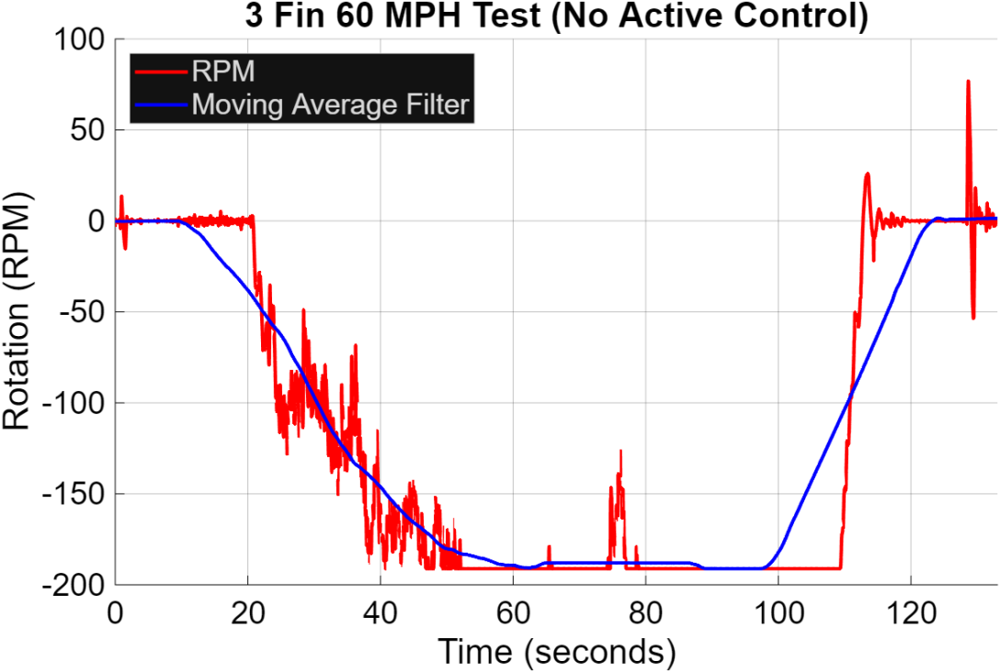 3 Fin 60 MPH Test (No Active Control)
RPM
Moving Average Filter
100
50
0
-50
-100
-150
-200
Rotation (RPM)
0 20 40 60 80 100 120
Time (seconds)